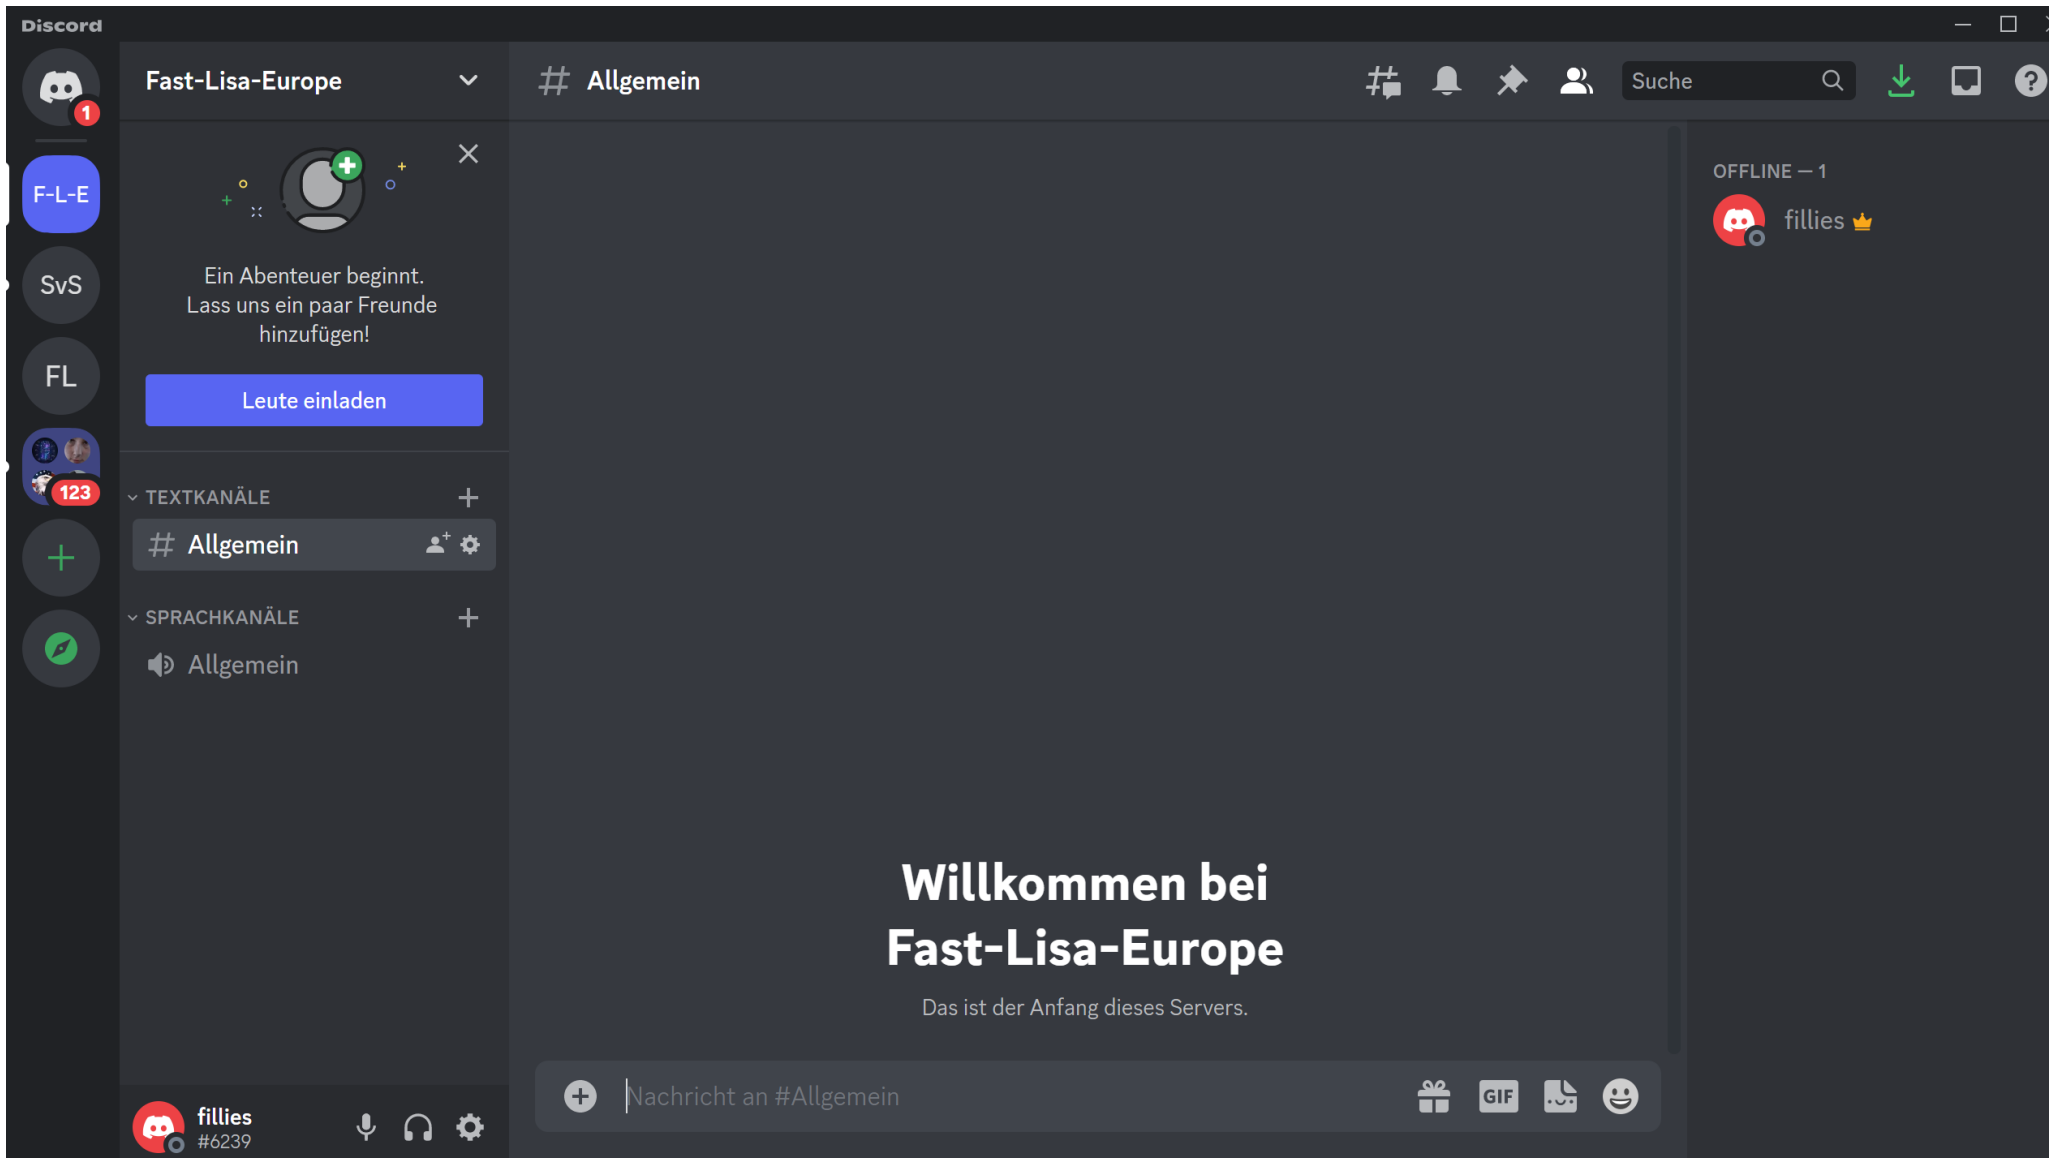 Discord
1
F-L-E
SvS
FL
123
Fast-Lisa-Europe
Ein Abenteuer beginnt.
Lass uns ein paar Freunde
hinzufügen!
Leute einladen
TEXTKANÄLE
Allgemein
SPRACHKANÄLE
Allgemein
fillies
#6239
# Allgemein
Suche
Willkommen bei
Fast-Lisa-Europe
Das ist der Anfang dieses Servers.
Nachricht an #Allgemein
GIF
OFFLINE — 1
fillies